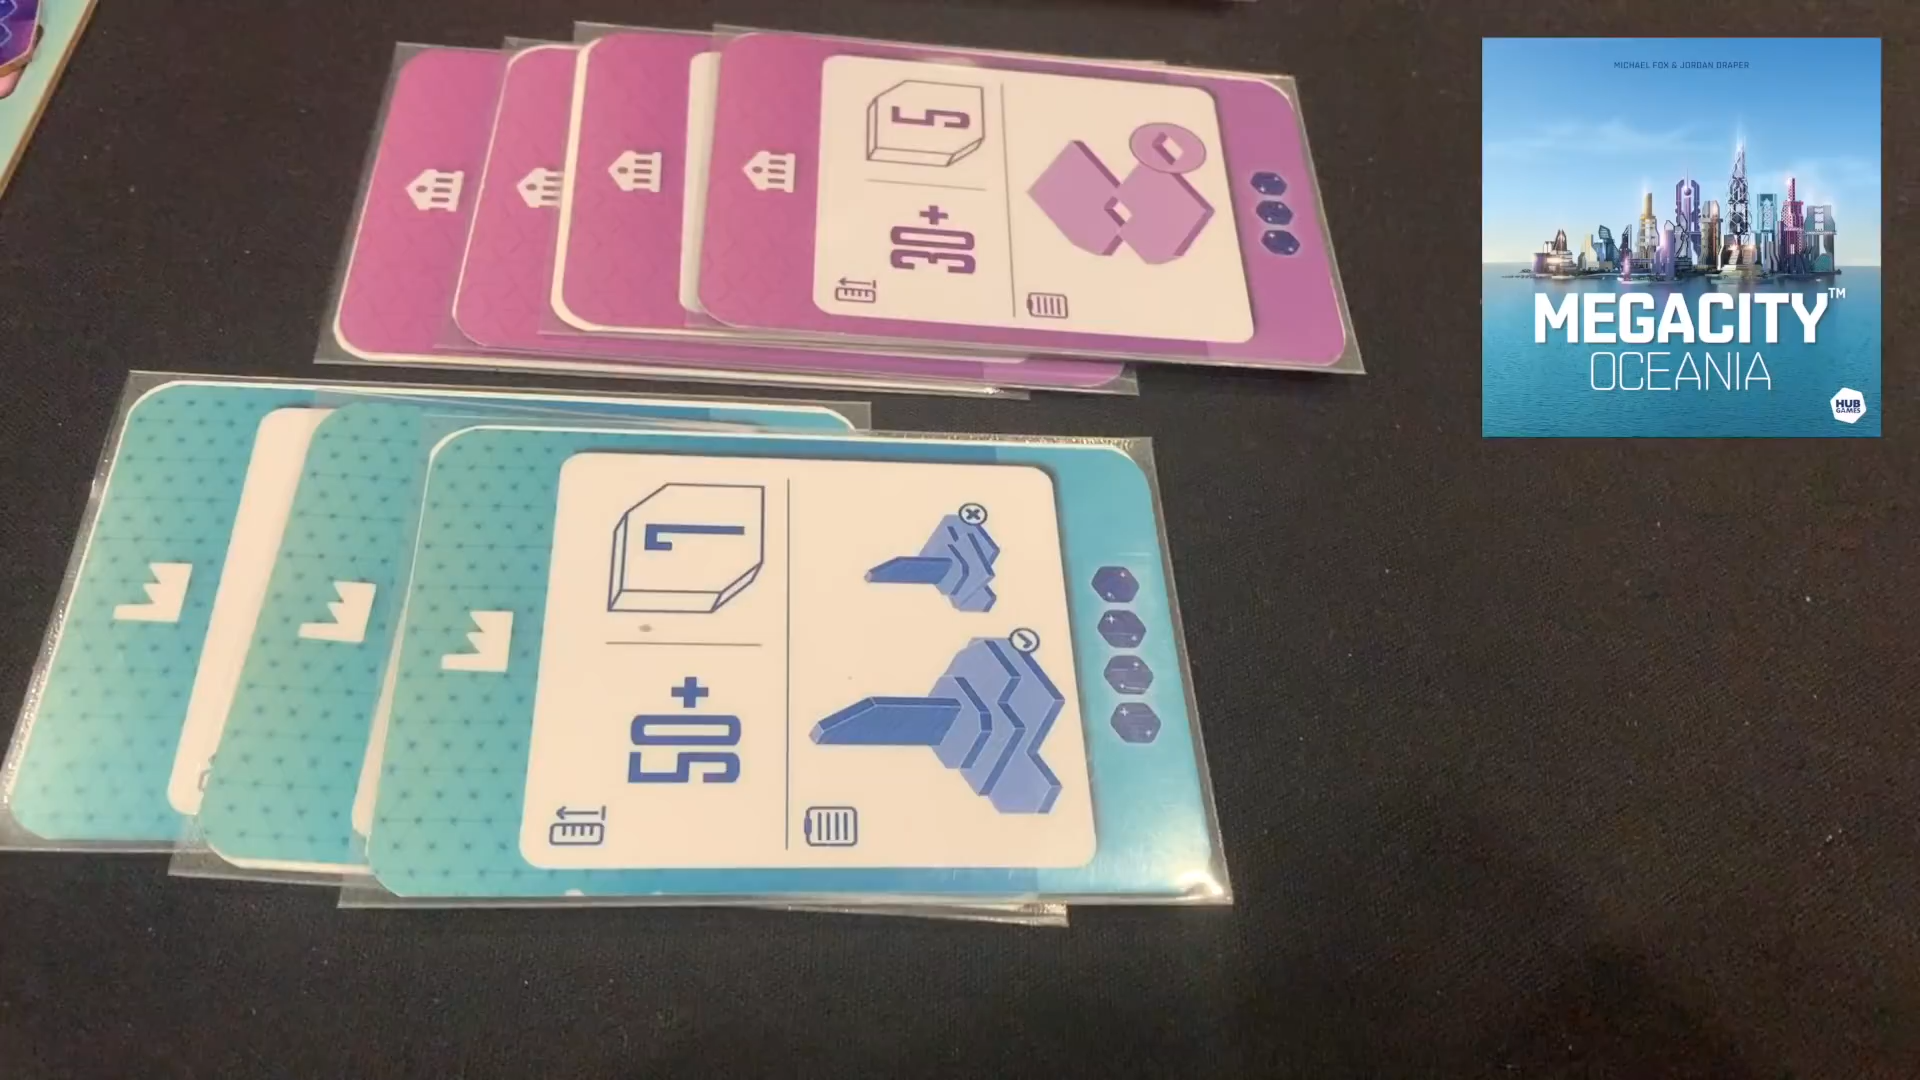 5
30+
7
50+
MICHAEL FOX & JORDAN DRAPER
MEGACITY™
OCEANIA
HUB
GAMES